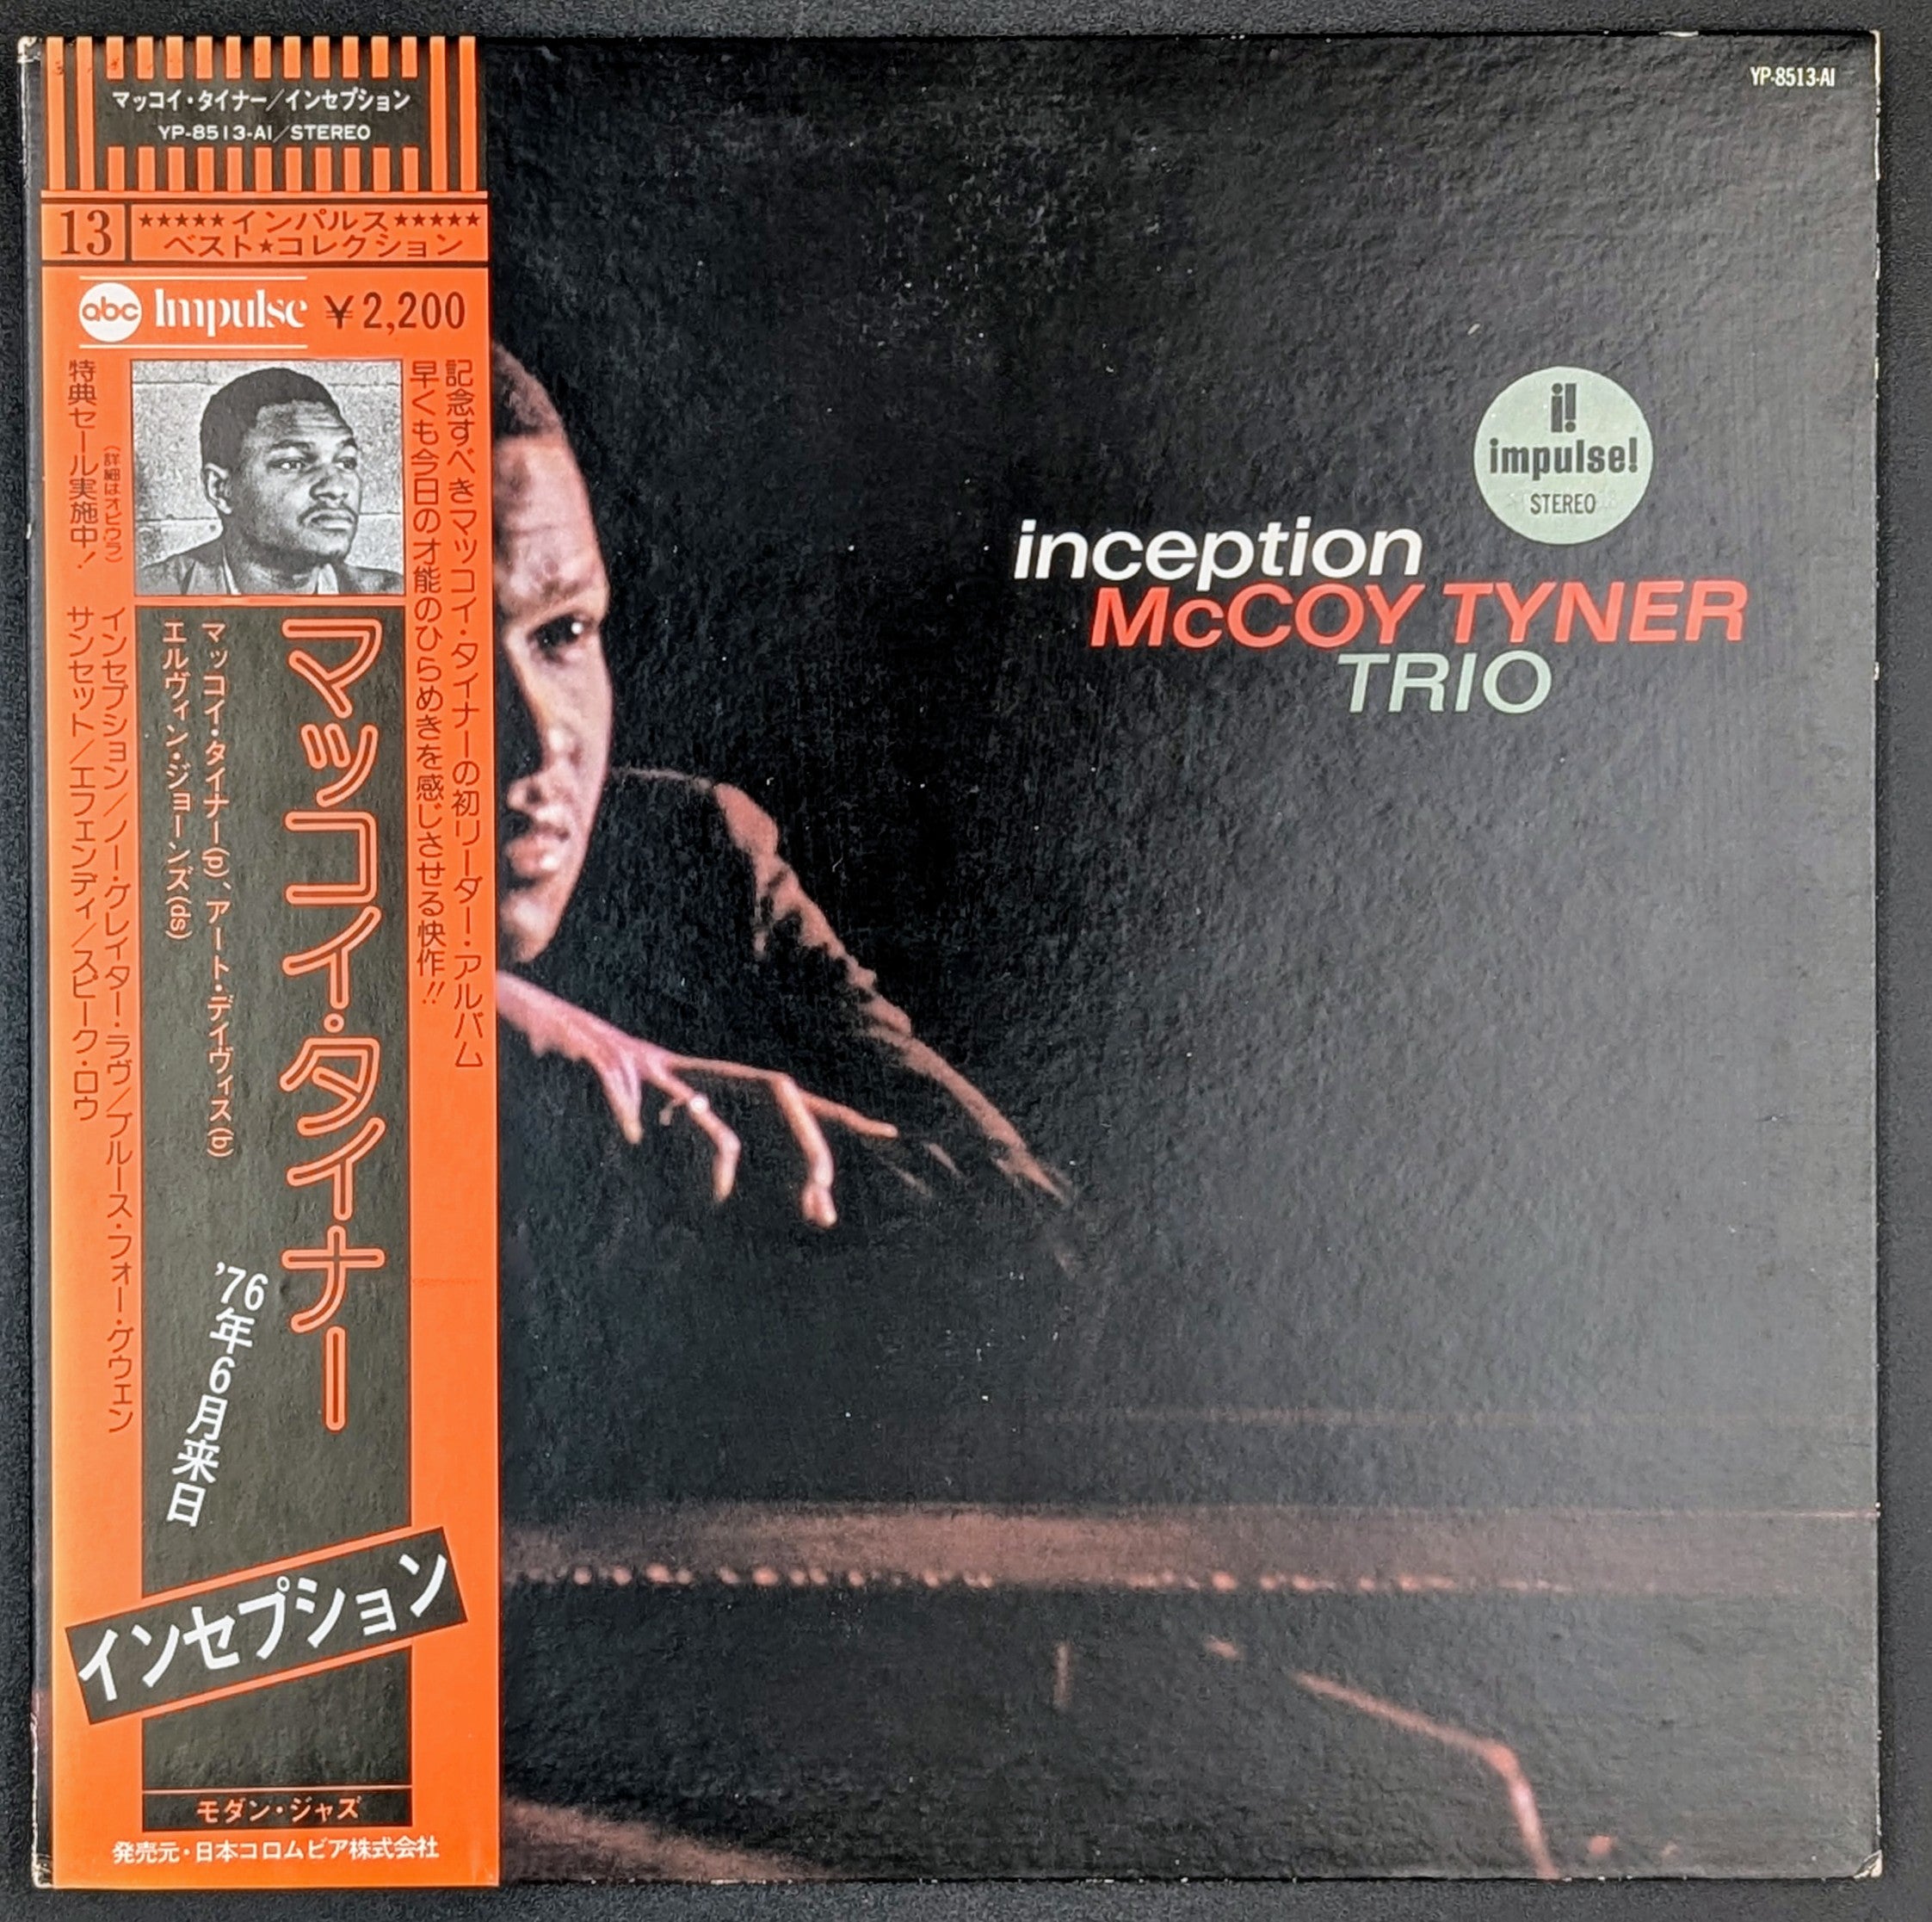 マッコイ・タイナー/インセプション
YP-8513-AI/STEREO
13
★★★★★インパルス★★★★★
ベスト★コレクション
abc Impulse ¥2,200
記念すべきマッコイ・タイナーの初リーダー・アルバム
早くも今日の才能のひらめきを感じさせる快作!!
特典セール実施中!
(詳細はオビウラ)
マッコイ・タイナー
マッコイ・タイナー(p)、アート・デイヴィス(b)
エルヴィン・ジョーンズ(ds)
インセプション/ノー・グレイター・ラヴ/ブルース・フォー・グウェン
サンセット/エフェンディ/スピーク・ロウ
'76年6月来日
インセプション
モダン・ジャズ
発売元・日本コロムビア株式会社
YP-8513-AI
i!
impulse!
STEREO
inception
McCOY TYNER
TRIO